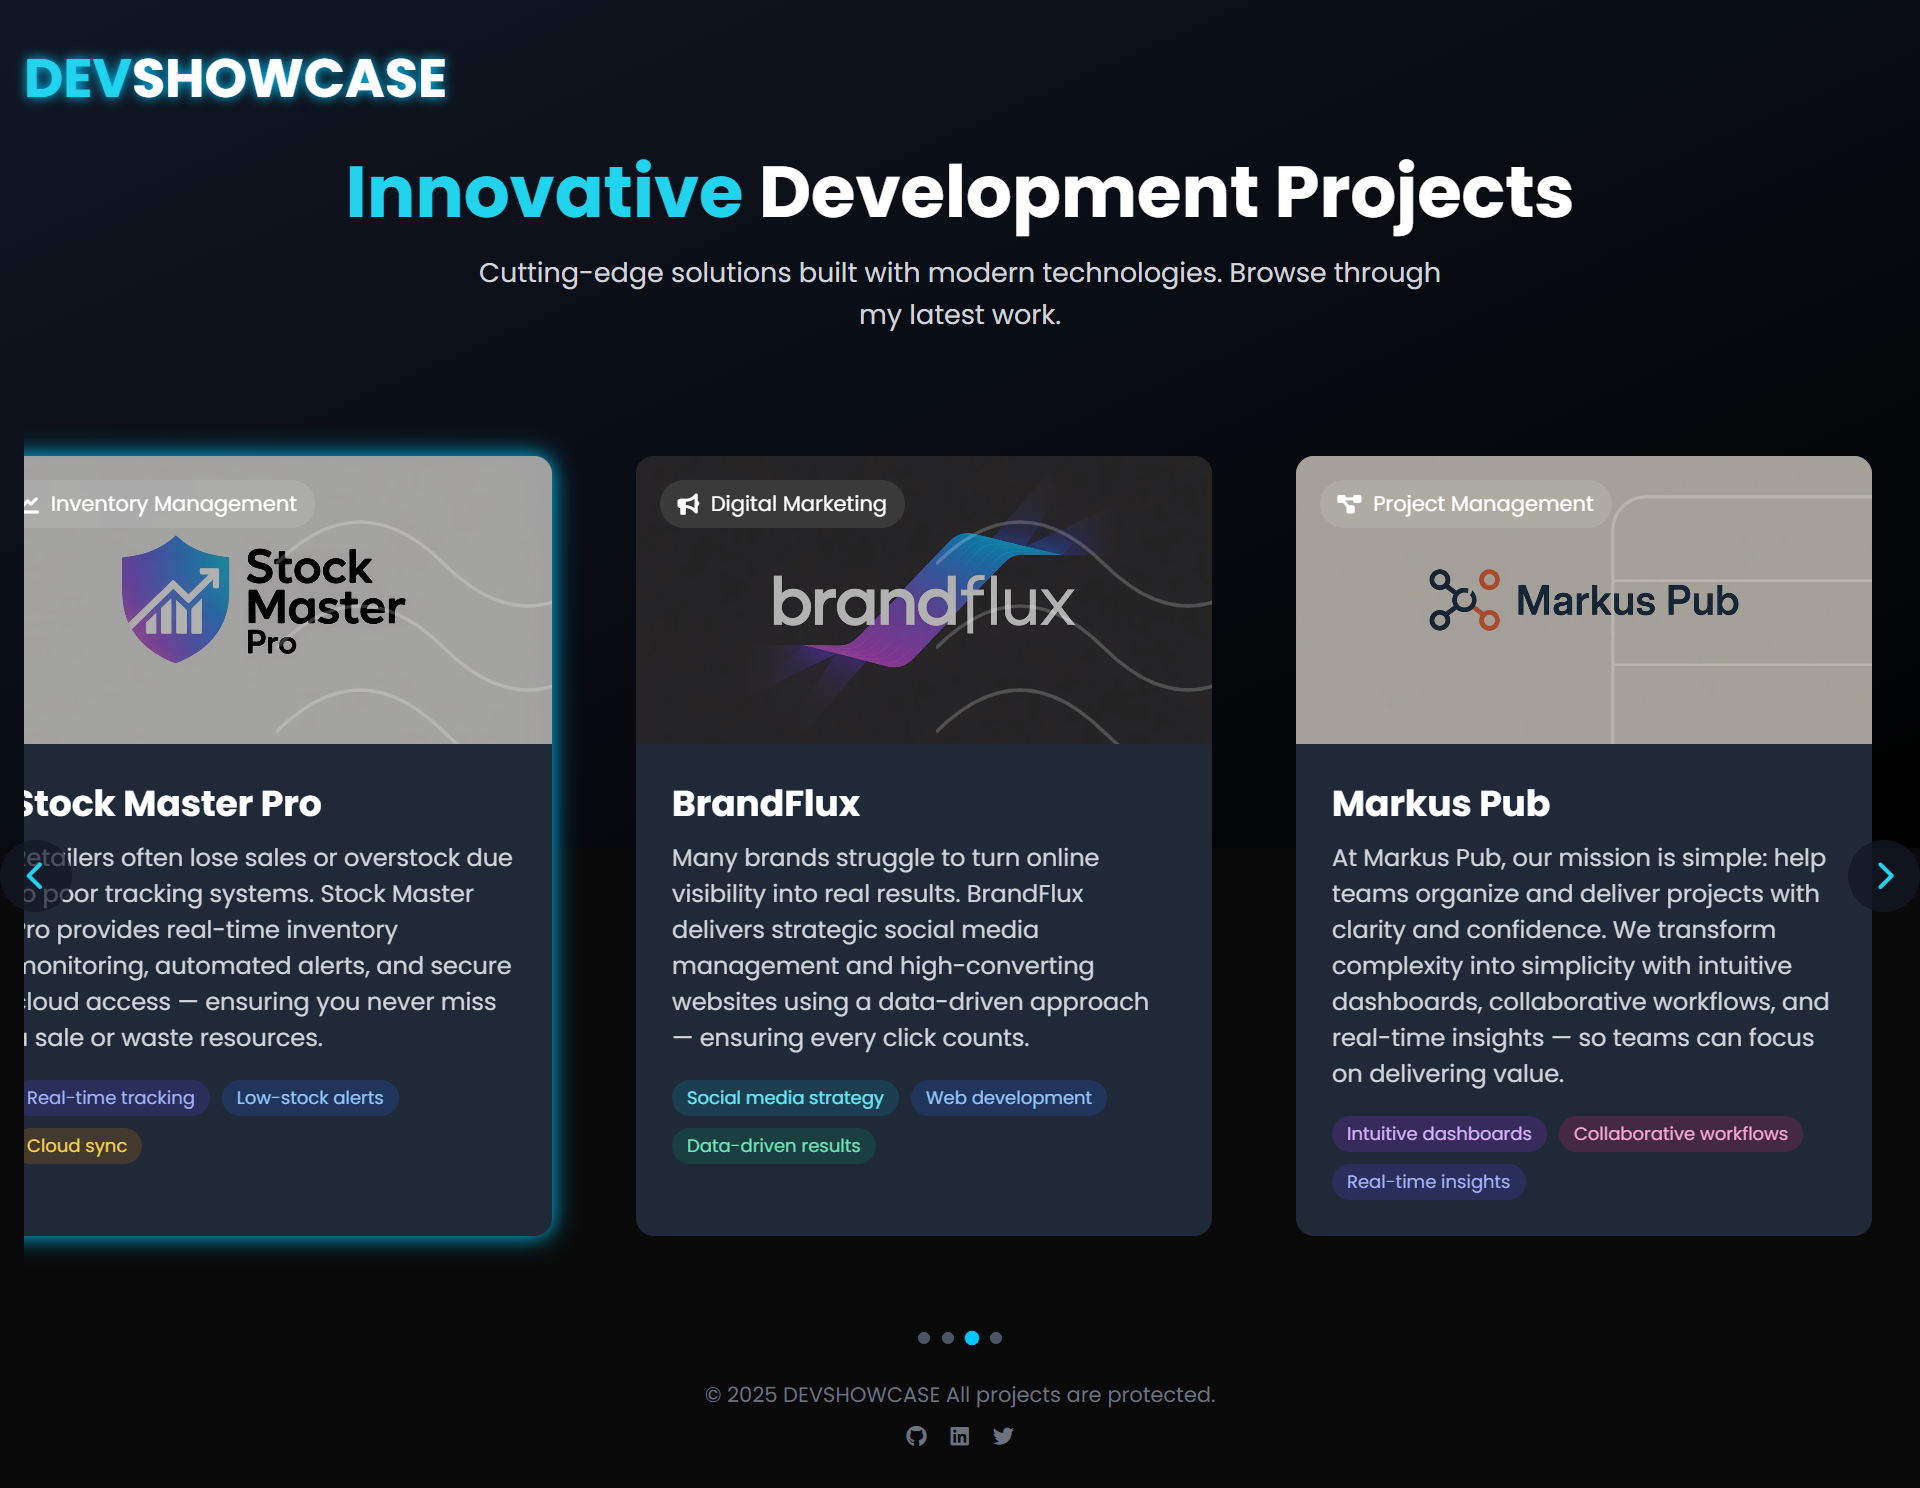 DEVSHOWCASE
Innovative Development Projects
Cutting-edge solutions built with modern technologies. Browse through
my latest work.
Inventory Management
Stock
Master
Pro
Stock Master Pro
Retailers often lose sales or overstock due
to poor tracking systems. Stock Master
Pro provides real-time inventory
monitoring, automated alerts, and secure
cloud access — ensuring you never miss
a sale or waste resources.
Real-time tracking
Low-stock alerts
Cloud sync
Digital Marketing
brandflux
BrandFlux
Many brands struggle to turn online
visibility into real results. BrandFlux
delivers strategic social media
management and high-converting
websites using a data-driven approach
— ensuring every click counts.
Social media strategy
Web development
Data-driven results
Project Management
Markus Pub
Markus Pub
At Markus Pub, our mission is simple: help
teams organize and deliver projects with
clarity and confidence. We transform
complexity into simplicity with intuitive
dashboards, collaborative workflows, and
real-time insights — so teams can focus
on delivering value.
Intuitive dashboards
Collaborative workflows
Real-time insights
© 2025 DEVSHOWCASE All projects are protected.